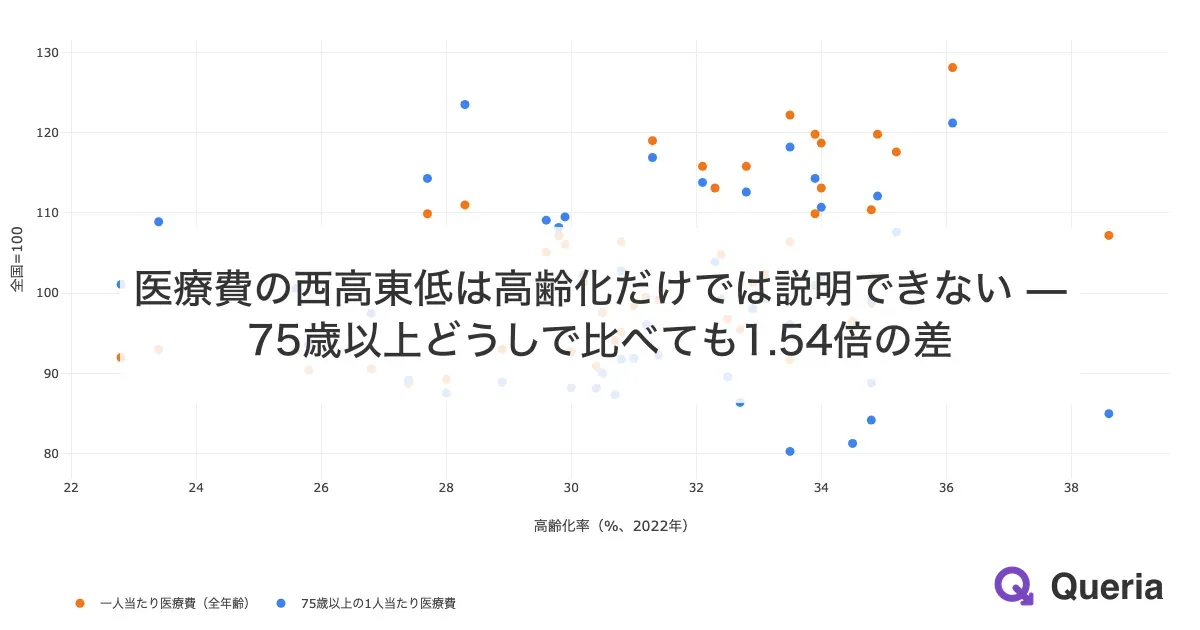 130
120
110
100
90
80
全国=100
医療費の西高東低は高齢化だけでは説明できない —
75歳以上どうしで比べても1.54倍の差
22 24 26 28 30 32 34 36 38
高齢化率（%、2022年）
一人当たり医療費（全年齢） 75歳以上の1人当たり医療費
Queria